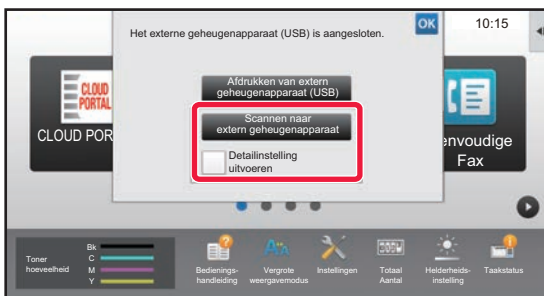 Het externe geheugenapparaat (USB) is aangesloten.
OK
10:15
Afdrukken van extern
geheugenapparaat (USB)
Scannen naar
extern geheugenapparaat
Detailinstelling
uitvoeren
CLOUD
PORTAL
CLOUD POR
envoudige
Fax
Toner
hoeveelheid
Bk
C
M
Y
Bedienings-
handleiding
Vergrote
weergavemodus
Instellingen
Totaal
Aantal
Helderheids-
instelling
Taakstatus